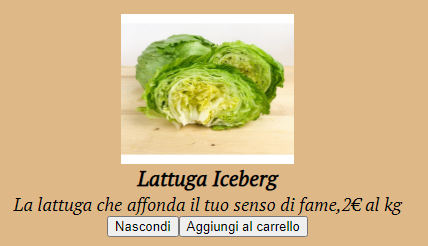 Lattuga Iceberg
La lattuga che affonda il tuo senso di fame,2€ al kg
Nascondi Aggiungi al carrello